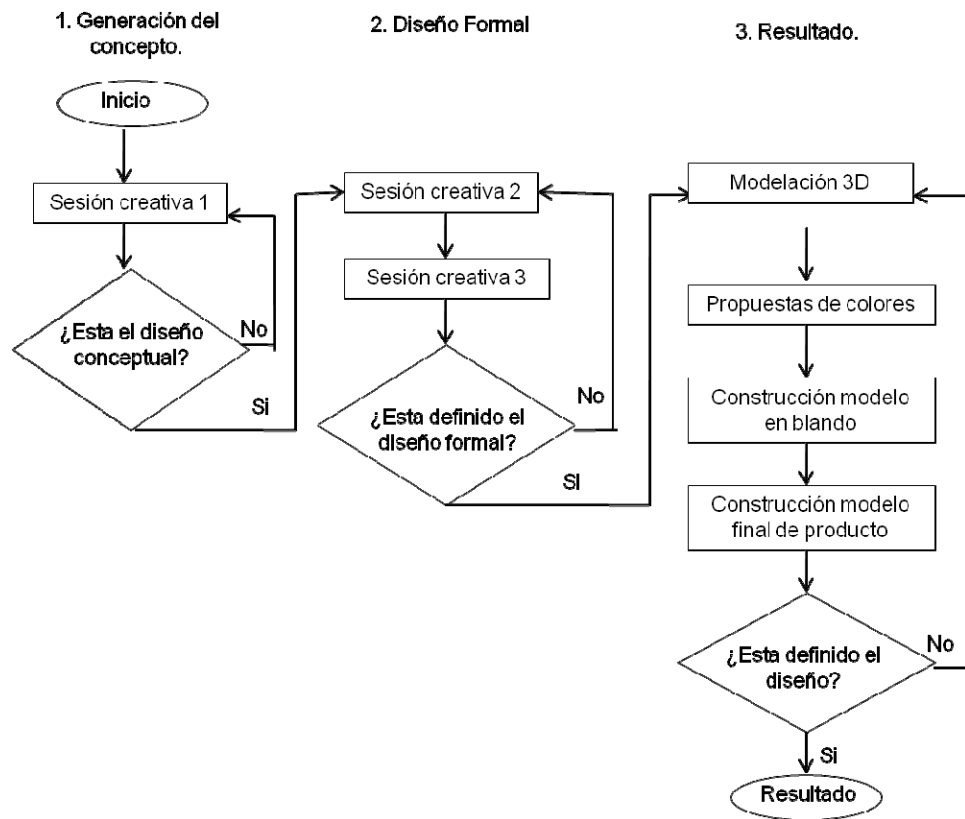 1. Generación del
concepto.
Inicio
Sesión creativa 1
¿Esta el diseño
conceptual?
No
Si
2. Diseño Formal
Sesión creativa 2
Sesión creativa 3
¿Esta definido el
diseño formal?
No
Si
3. Resultado.
Modelación 3D
Propuestas de colores
Construcción modelo
en blando
Construcción modelo
final de producto
¿Esta definido el
diseño?
No
Si
Resultado